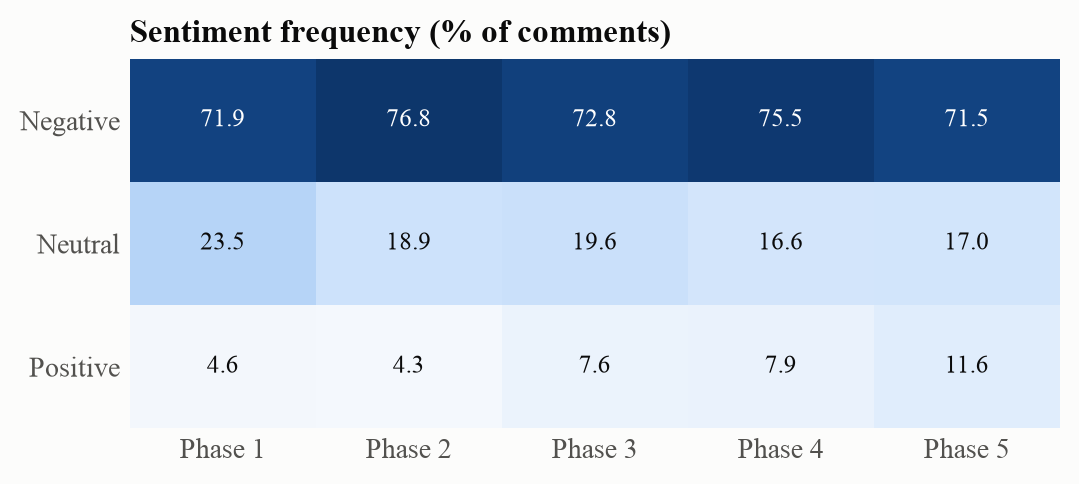 Sentiment frequency (% of comments)
Negative 71.9 76.8 72.8 75.5 71.5
Neutral 23.5 18.9 19.6 16.6 17.0
Positive 4.6 4.3 7.6 7.9 11.6
Phase 1 Phase 2 Phase 3 Phase 4 Phase 5